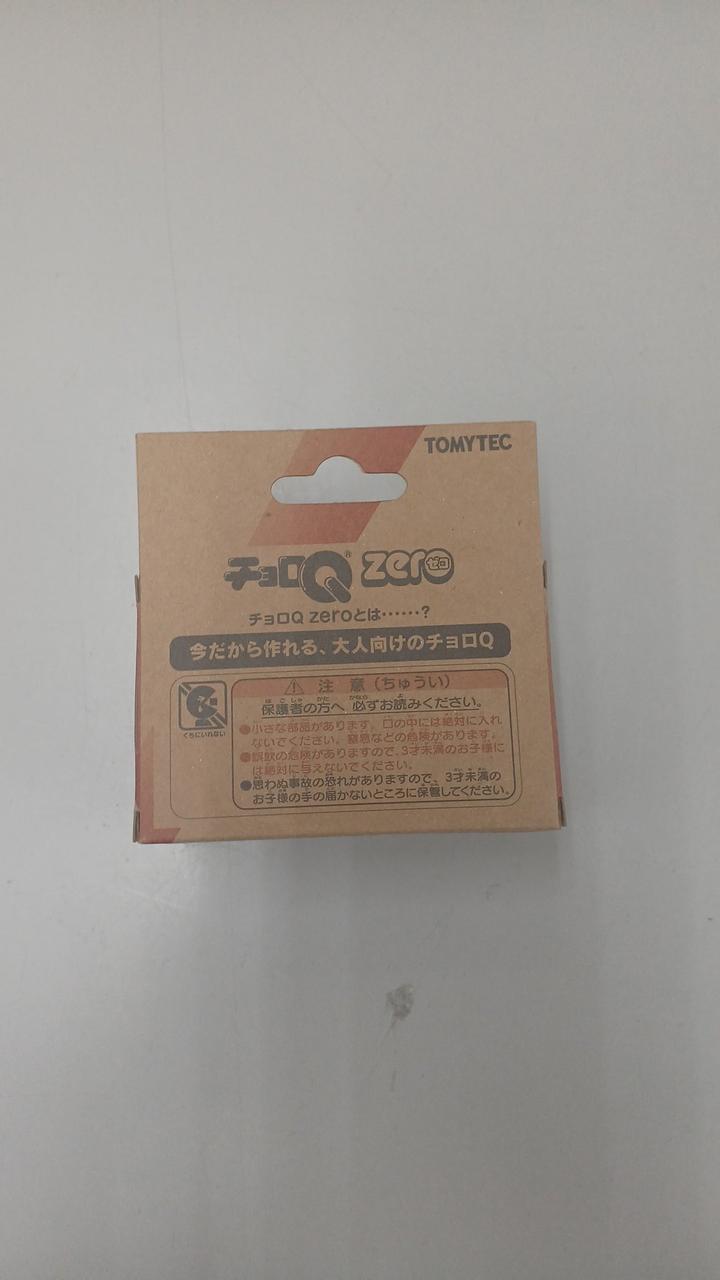 TOMYTEC
チョロQ® zero ゼロ
チョロQ zeroとは……?
今だから作れる、大人向けのチョロQ
くちにいれない
⚠ 注 意（ちゅうい）
保護者の方へ 必ずお読みください。
●小さな部品があります。口の中には絶対に入れ
ないでください。窒息などの危険があります。
●誤飲の危険がありますので、3才未満のお子様に
は絶対に与えないでください。
●思わぬ事故の恐れがありますので、3才未満の
お子様の手の届かないところに保管してください。